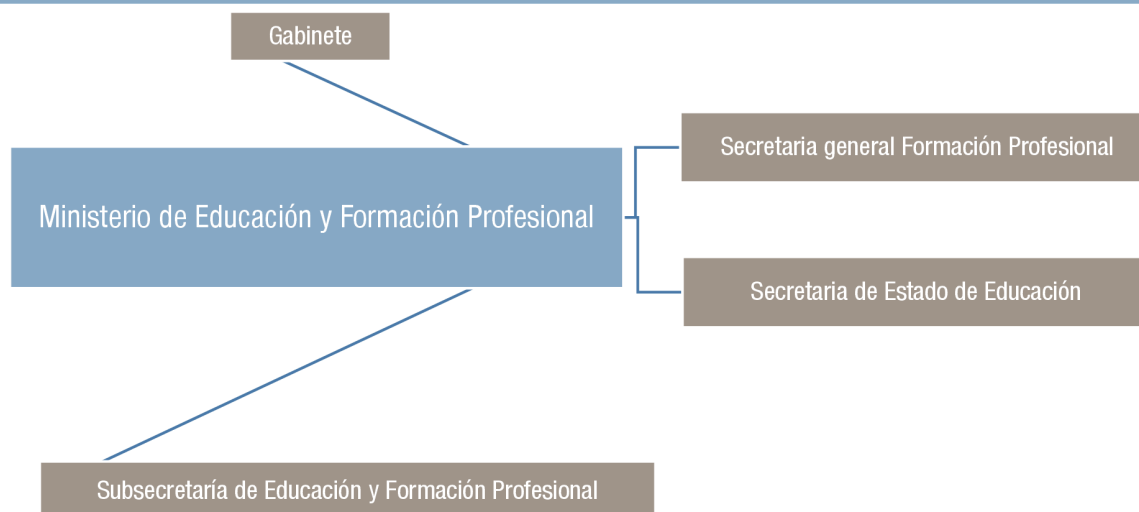 Gabinete
Secretaria general Formación Profesional
Ministerio de Educación y Formación Profesional
Secretaria de Estado de Educación
Subsecretaría de Educación y Formación Profesional